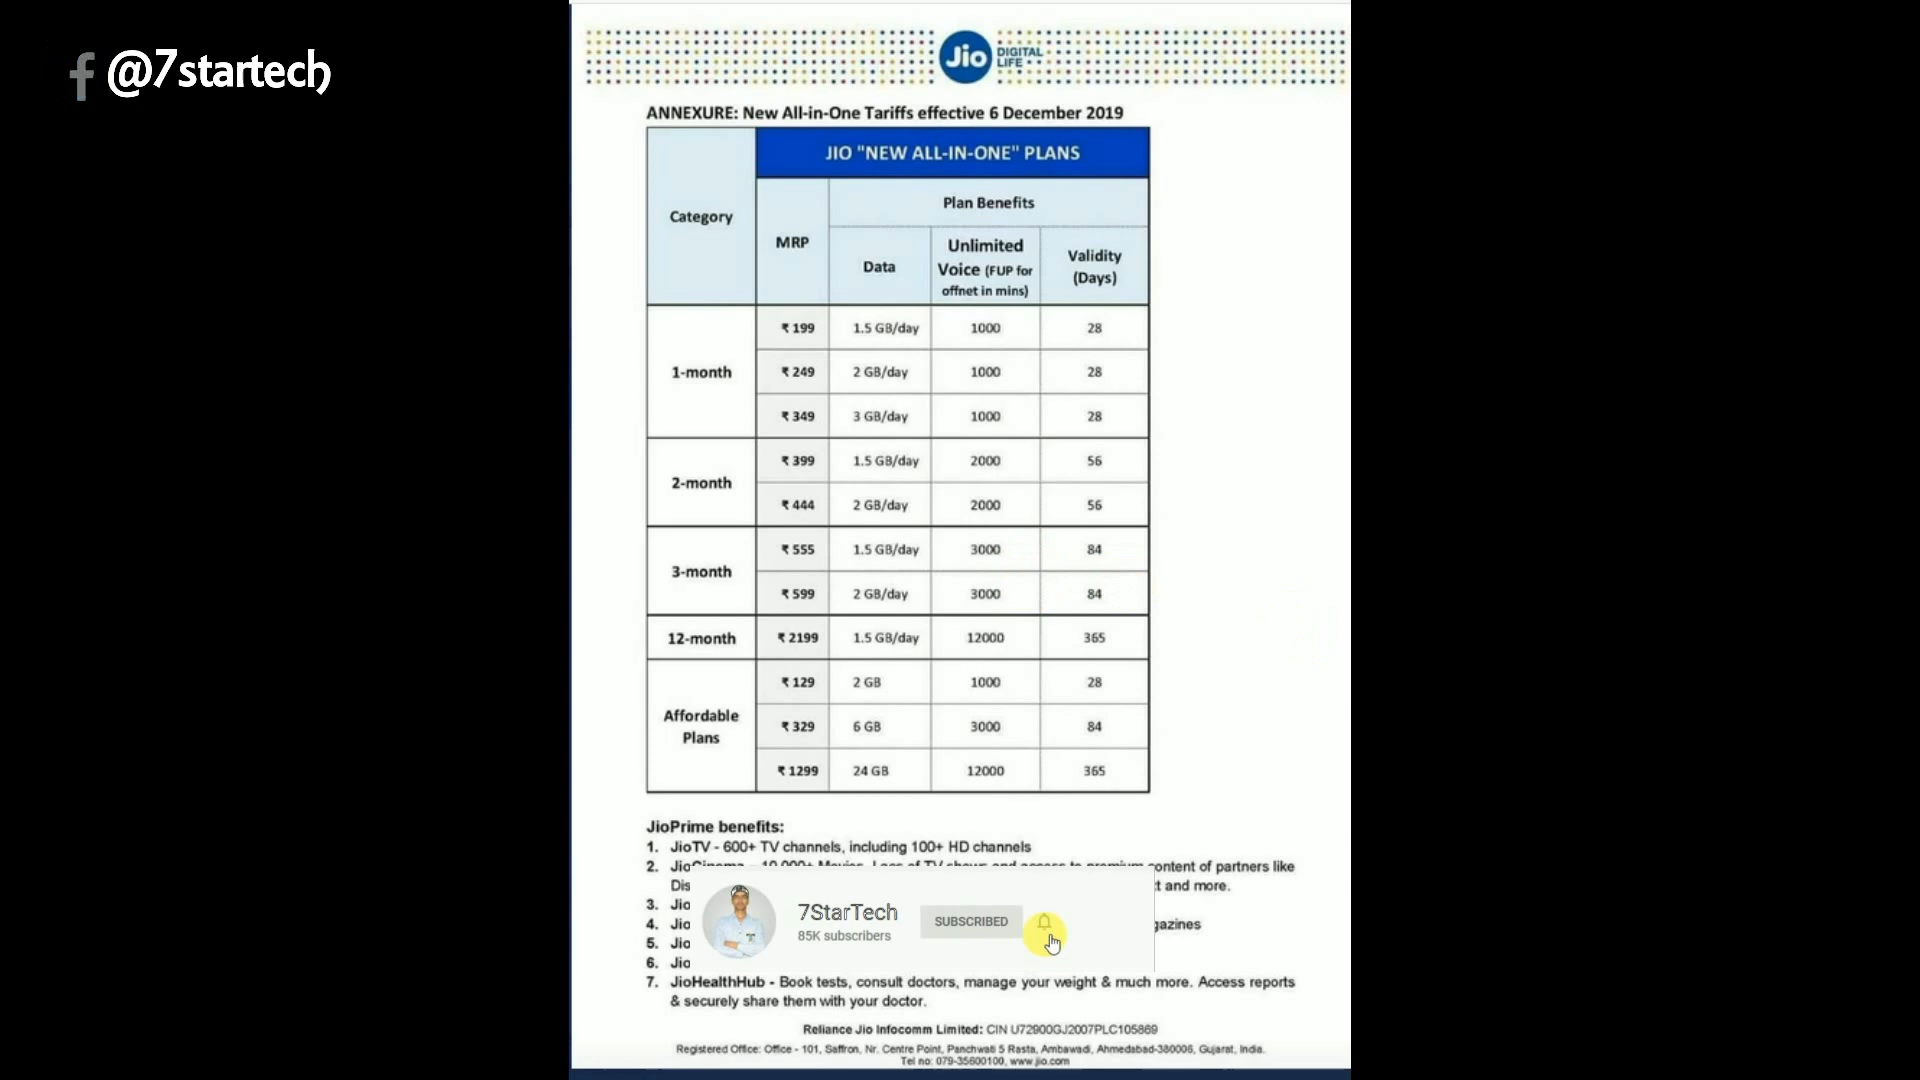 @7startech
Jio DIGITAL LIFE
ANNEXURE: New All-in-One Tariffs effective 6 December 2019
Category
JIO "NEW ALL-IN-ONE" PLANS
MRP
Plan Benefits
Data
Unlimited Voice (FUP for offnet in mins)
Validity (Days)
1-month
₹ 199 1.5 GB/day 1000 28
₹ 249 2 GB/day 1000 28
₹ 349 3 GB/day 1000 28
2-month
₹ 399 1.5 GB/day 2000 56
₹ 444 2 GB/day 2000 56
3-month
₹ 555 1.5 GB/day 3000 84
₹ 599 2 GB/day 3000 84
12-month ₹ 2199 1.5 GB/day 12000 365
Affordable Plans
₹ 129 2 GB 1000 28
₹ 329 6 GB 3000 84
₹ 1299 24 GB 12000 365
JioPrime benefits:
1. JioTV - 600+ TV channels, including 100+ HD channels
2. content of partners like
and more.
3. Jio
4. Jio
5. Jio
6. Jio
7StarTech
85K subscribers
SUBSCRIBED
7. JioHealthHub - Book tests, consult doctors, manage your weight & much more. Access reports
& securely share them with your doctor.
Reliance Jio Infocomm Limited: CIN U72900GJ2007PLC105869
Registered Office: Office - 101, Saffron, Nr. Centre Point, Panchwati 5 Rasta, Ambawadi, Ahmedabad-380006, Gujarat, India.
Tel no: 079-35600100, www.jio.com